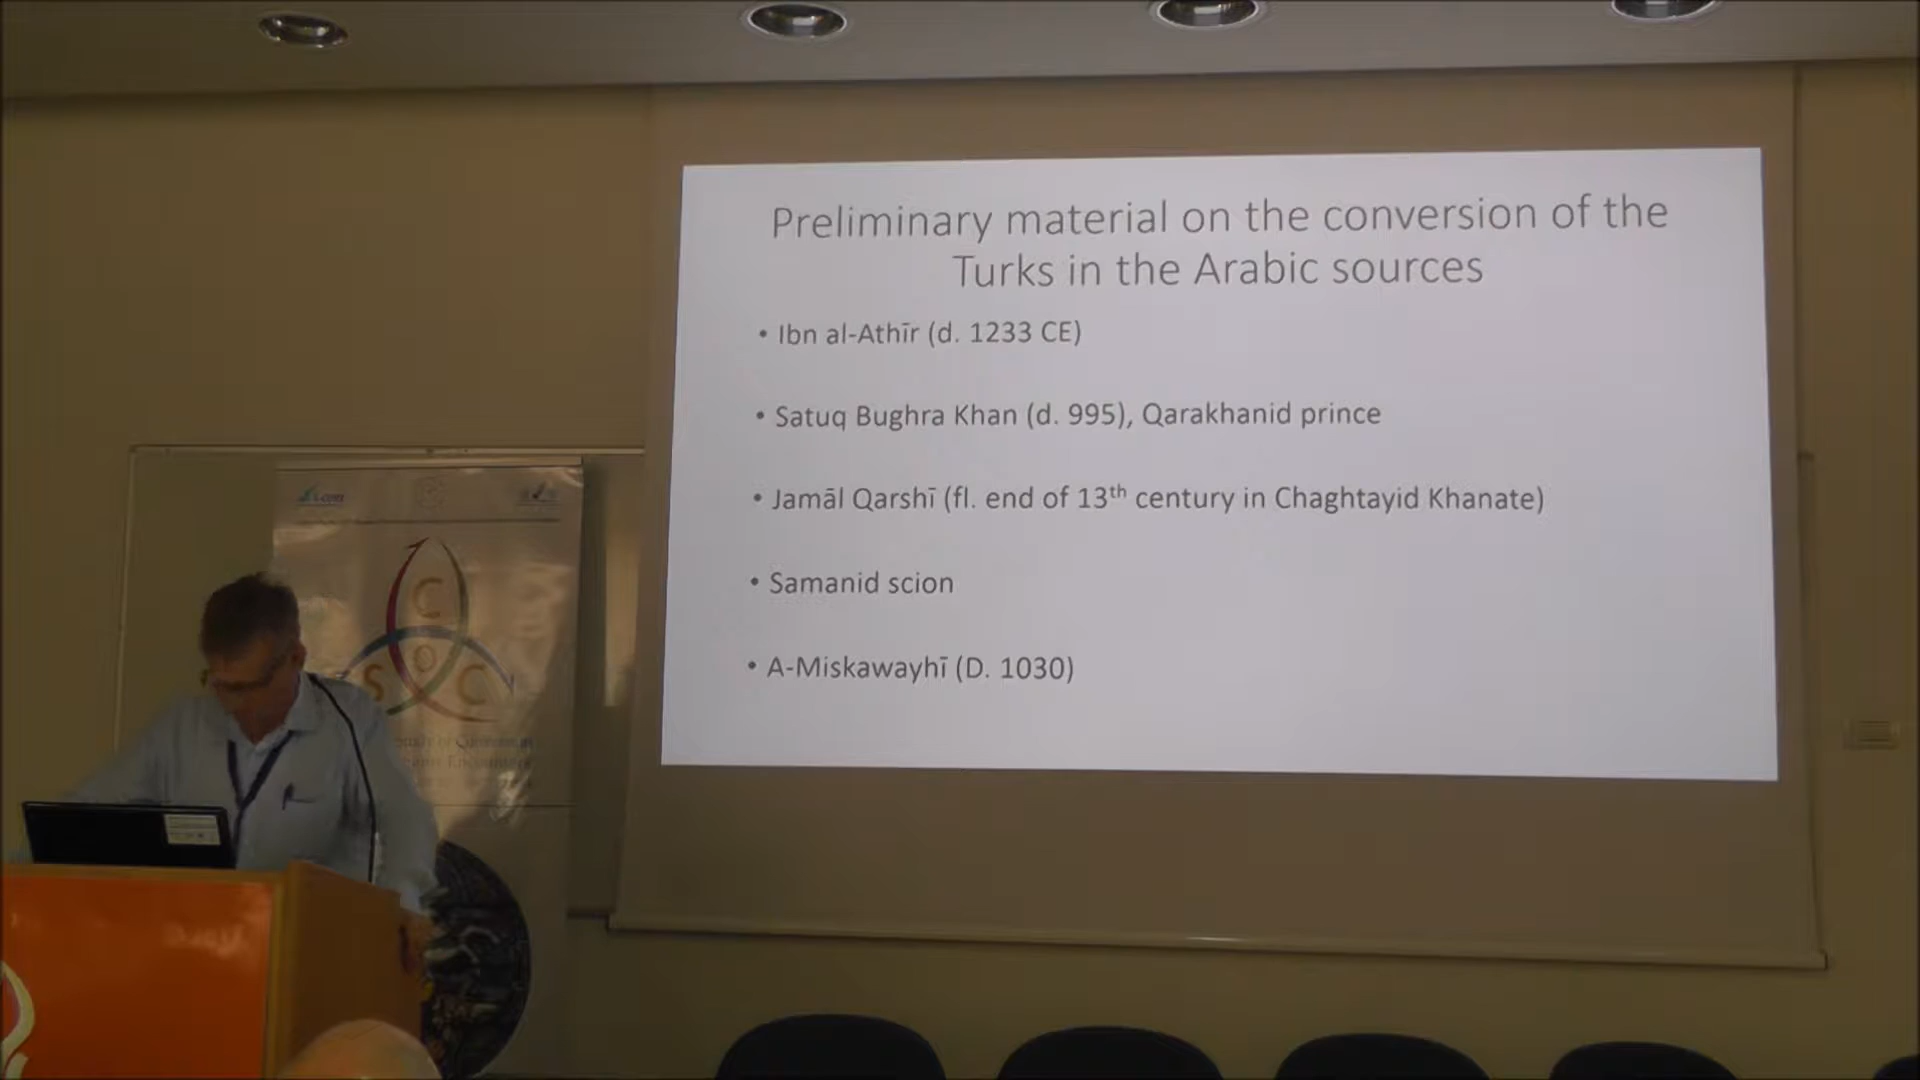 Preliminary material on the conversion of the
Turks in the Arabic sources
• Ibn al-Athīr (d. 1233 CE)
• Satuq Bughra Khan (d. 995), Qarakhanid prince
• Jamāl Qarshī (fl. end of 13th century in Chaghtayid Khanate)
• Samanid scion
• A-Miskawayhī (D. 1030)
C
S O C